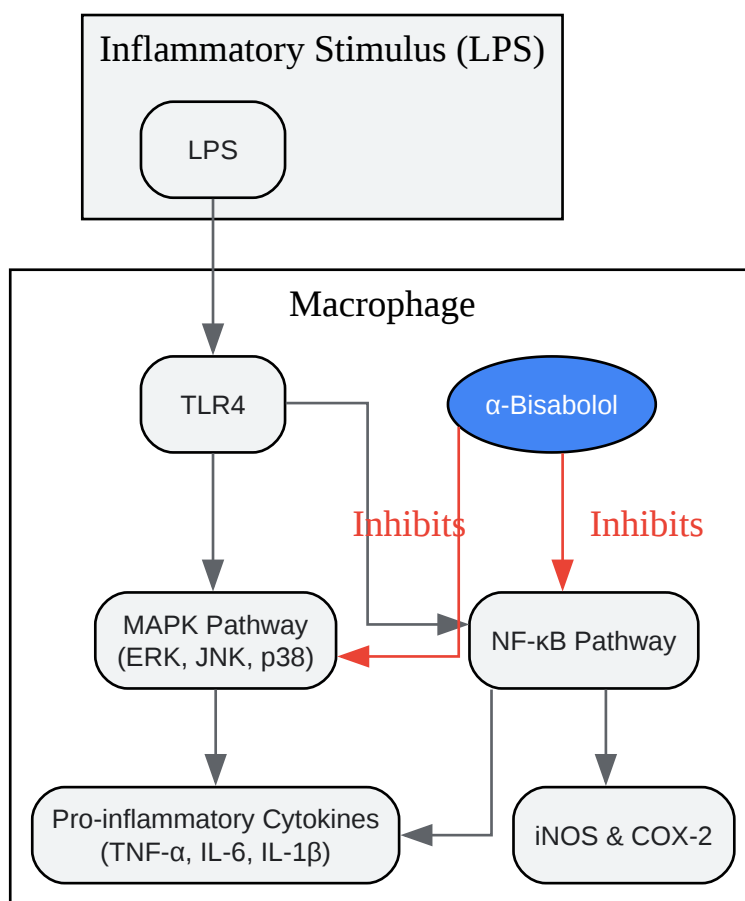 Inflammatory Stimulus (LPS)
LPS
Macrophage
TLR4
α-Bisabolol
Inhibits
Inhibits
MAPK Pathway
(ERK, JNK, p38)
NF-κB Pathway
Pro-inflammatory Cytokines
(TNF-α, IL-6, IL-1β)
iNOS & COX-2